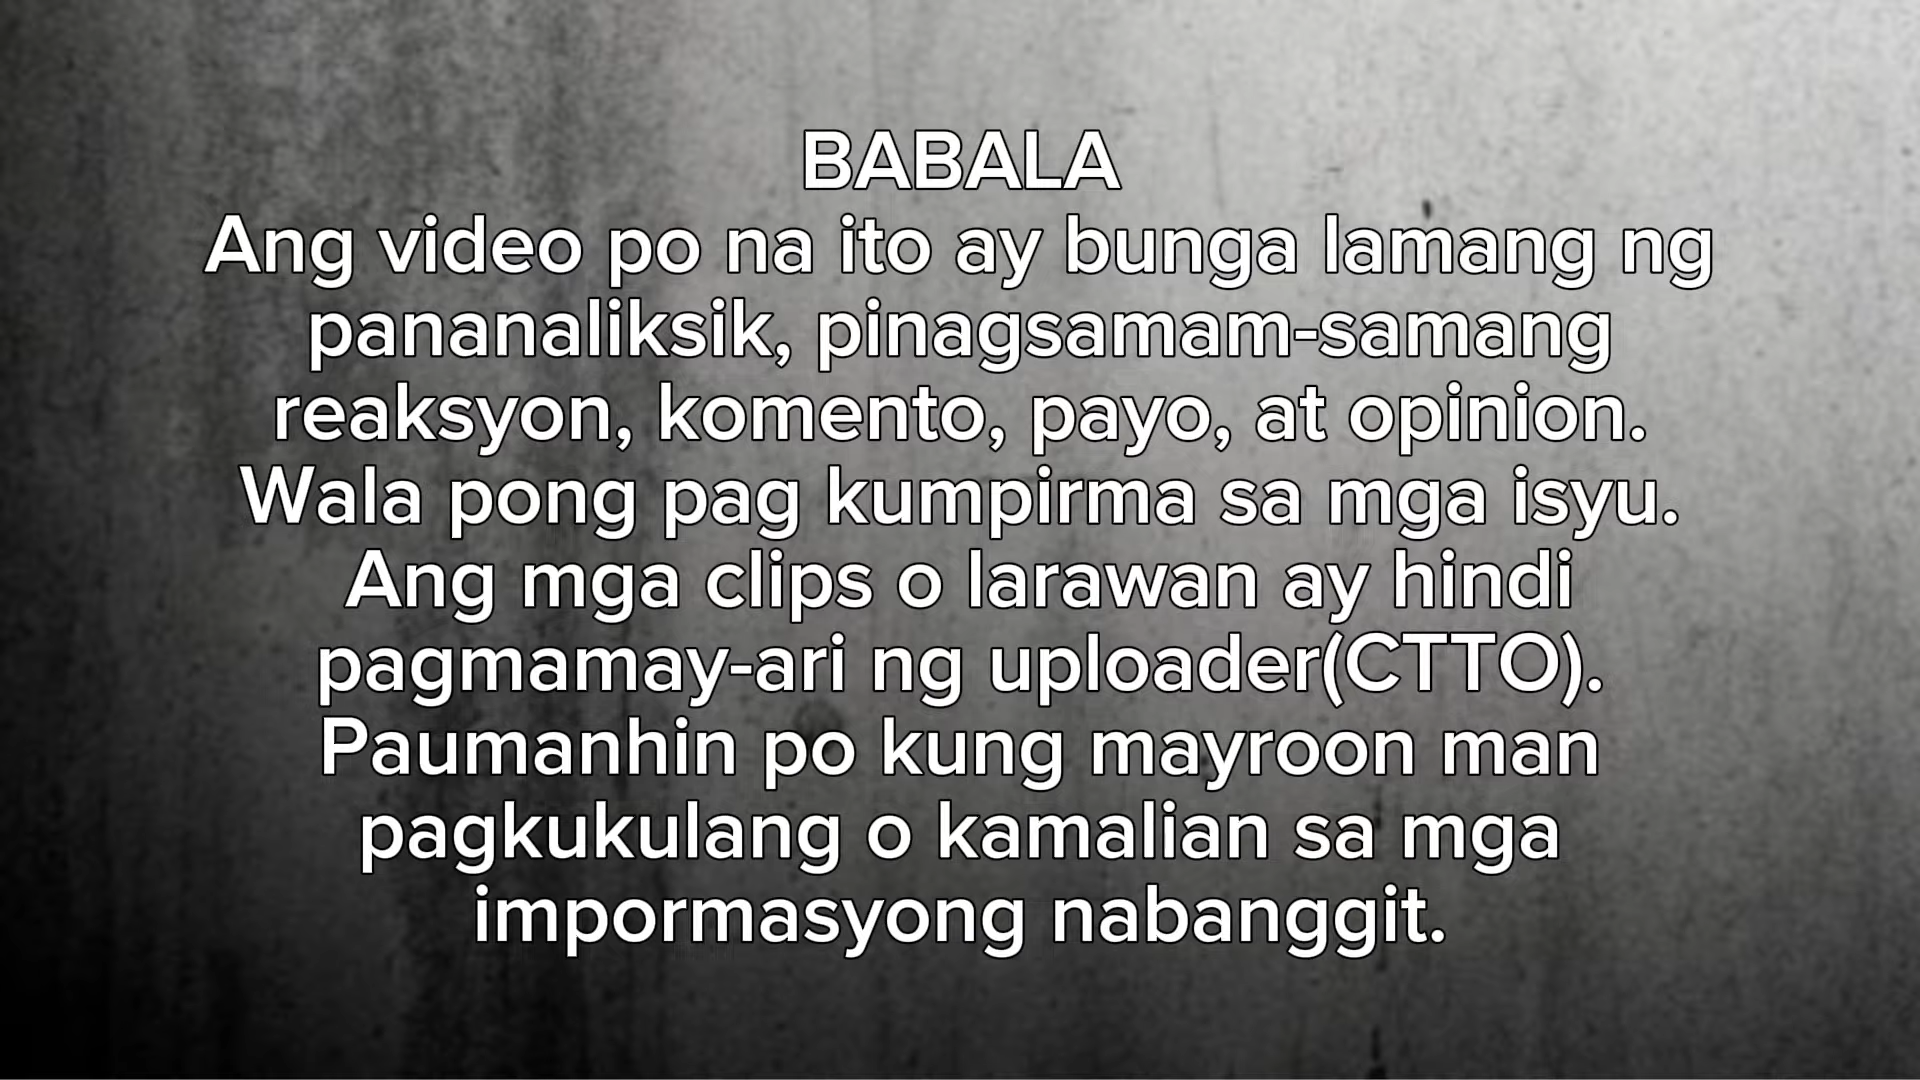 BABALA
Ang video po na ito ay bunga lamang ng
pananaliksik, pinagsamam-samang
reaksyon, komento, payo, at opinion.
Wala pong pag kumpirma sa mga isyu.
Ang mga clips o larawan ay hindi
pagmamay-ari ng uploader(CTTO).
Paumanhin po kung mayroon man
pagkukulang o kamalian sa mga
impormasyong nabanggit.